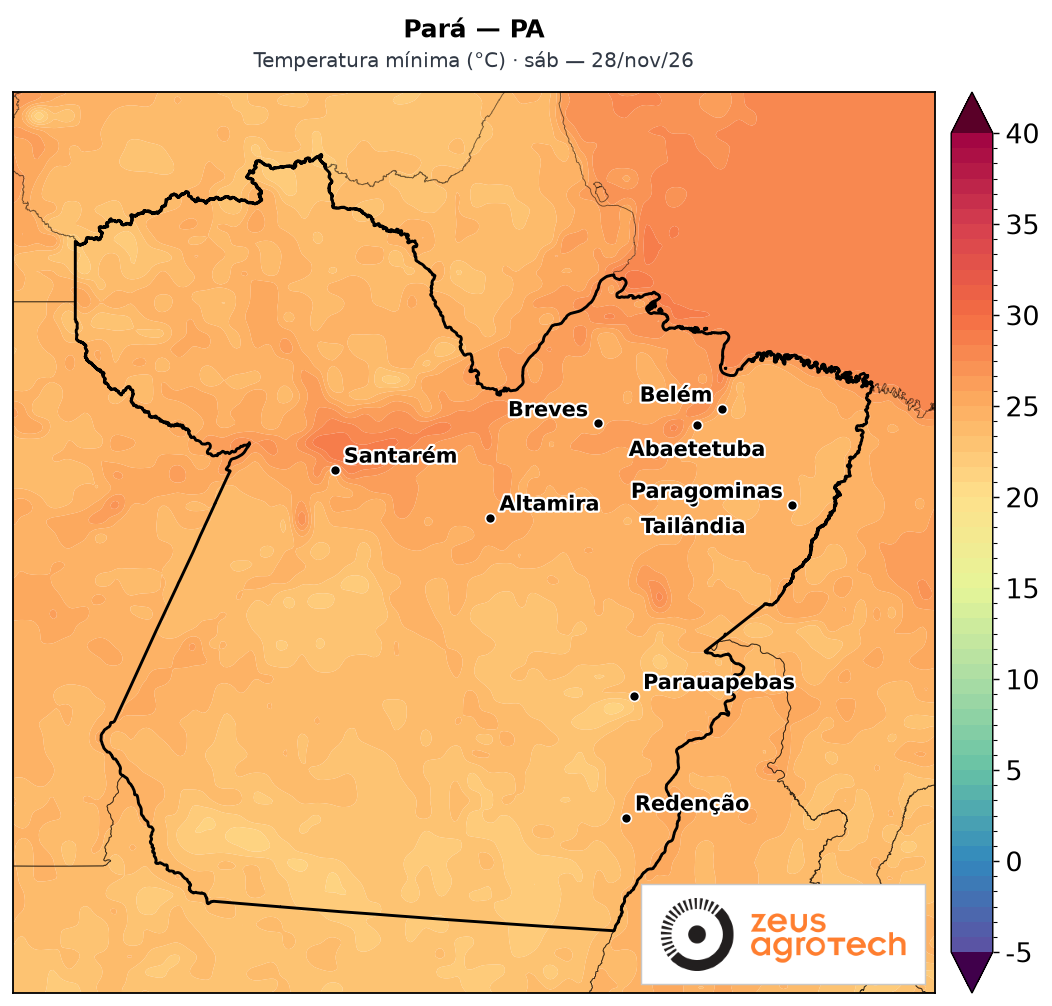 Pará — PA
Temperatura mínima (°C) · sáb — 28/nov/26
40
35
30
25
20
15
10
5
0
-5
Belém
Breves
Abaetetuba
Santarém
Paragominas
Altamira
Tailândia
Parauapebas
Redenção
zeus
agrotech